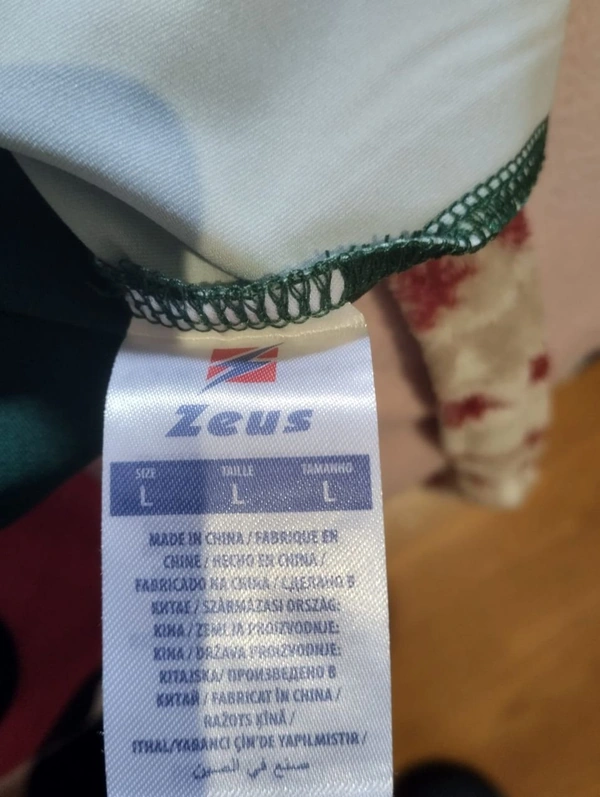 Zeus
SIZE TAILLE TAMANHO
L L L
MADE IN CHINA / FABRIQUE EN
CHINE / HECHO EN CHINA /
FABRICADO NA CHINA / СДЕЛАНО В
КИТАЕ / SZÁRMAZÁSI ORSZÁG:
KINA / ZEMLJA PROIZVODNJE:
KINA / DRŽAVA PROIZVODNJE:
KITAJSKA/ ПРОИЗВЕДЕНО В
КИТАЙ / FABRICAT ÎN CHINA /
RAŽOTS ĶĪNĀ /
ITHAL/YABANCI ÇİN'DE YAPILMISTIR /
صنع في الصين